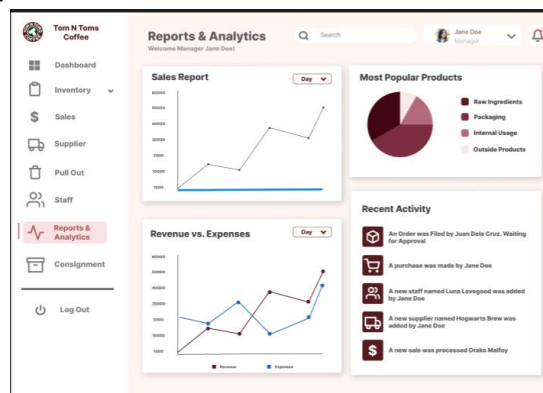 Tom N Toms
Coffee
Dashboard
Inventory
Sales
Supplier
Pull Out
Staff
Reports &
Analytics
Consignment
Log Out
Reports & Analytics
Welcome Manager Jane Doe!
Search
Jane Doe
Manager
Sales Report
Day
Revenue vs. Expenses
Day
Revenue
Expenses
Most Popular Products
Raw Ingredients
Packaging
Internal Usage
Outside Products
Recent Activity
An Order was Filed by Juan Dela Cruz. Waiting
for Approval
A purchase was made by Jane Doe
A new staff named Luna Lovegood was added
by Jane Doe
A new supplier named Hogwarts Brew was
added by Jane Doe
A new sale was processed Drako Malfoy